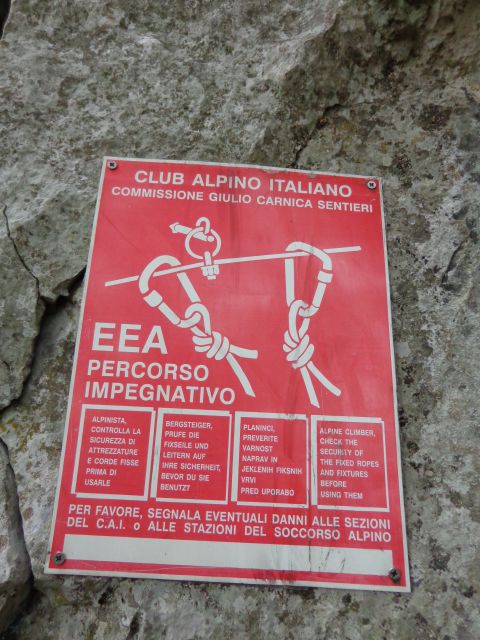 CLUB ALPINO ITALIANO
COMMISSIONE GIULIO CARNICA SENTIERI
EEA
PERCORSO
IMPEGNATIVO
ALPINISTA,
CONTROLLA LA
SICUREZZA DI
ATTREZZATURE
E CORDE FISSE
PRIMA DI
USARLE
BERGSTEIGER,
PRUFE DIE
FIXSEILE UND
LEITERN AUF
IHRE SICHERHEIT,
BEVOR DU SIE
BENUTZT
PLANINCI,
PREVERITE
VARNOST
NAPRAV IN
JEKLENIH FIKSNIH
VRVI
PRED UPORABO
ALPINE CLIMBER,
CHECK THE
SECURITY OF
THE FIXED ROPES
AND FIXTURES
BEFORE
USING THEM
PER FAVORE, SEGNALA EVENTUALI DANNI ALLE SEZIONI
DEL C.A.I. o ALLE STAZIONI DEL SOCCORSO ALPINO